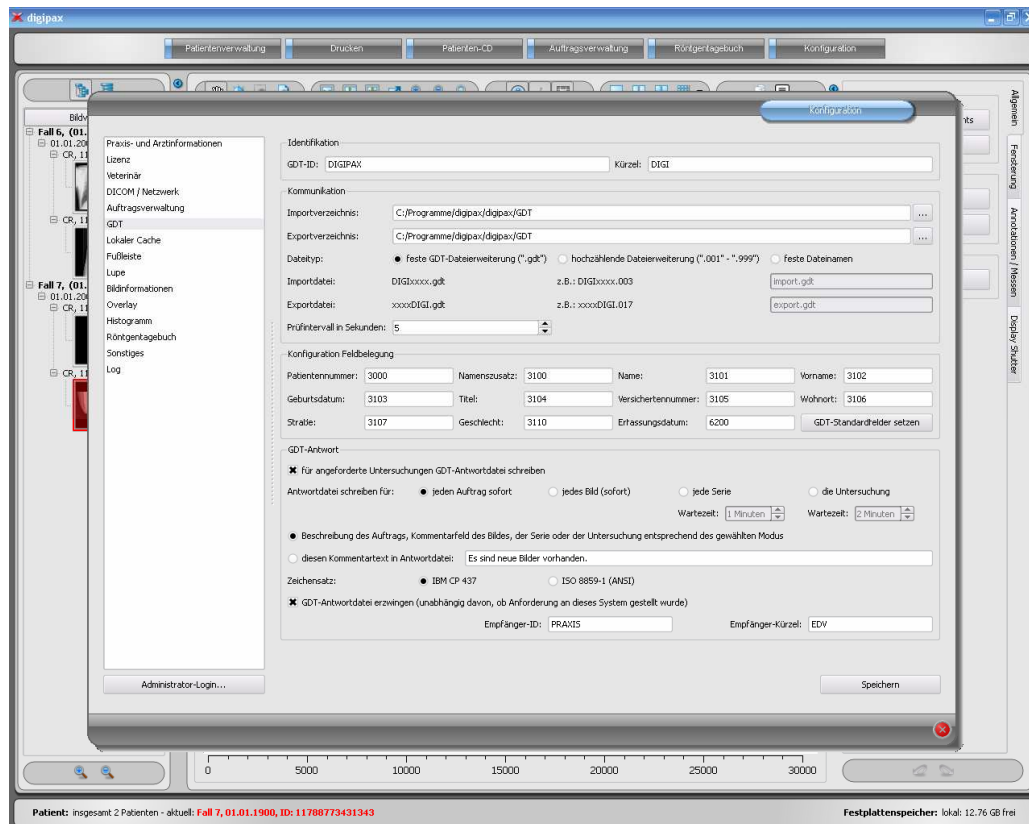 digipax
Patientenverwaltung Drucken Patienten-CD Auftragsverwaltung Röntgentagebuch Konfiguration
Konfiguration
Allgemein
Fensterung
Annotationen / Messen
Display Shutter
Fall 6, (01.
CR, 11
CR, 11
Fall 7, (01.
CR, 11
CR, 11
Praxis- und Arztinformationen
Lizenz
Veterinär
DICOM / Netzwerk
Auftragsverwaltung
GDT
Lokaler Cache
Fußleiste
Lupe
Bildinformationen
Overlay
Histogramm
Röntgentagebuch
Sonstiges
Log
Administrator-Login...
Identifikation
GDT-ID: DIGIPAX Kürzel: DIGI
Kommunikation
Importverzeichnis: C:/Programme/digipax/digipax/GDT ...
Exportverzeichnis: C:/Programme/digipax/digipax/GDT ...
Dateityp: feste GDT-Dateierweiterung (".gdt") hochzählende Dateierweiterung (".001" - ".999") feste Dateinamen
Importdatei: DIGIxxxx.gdt z.B.: DIGIxxxx.003 import.gdt
Exportdatei: xxxxDIGI.gdt z.B.: xxxxDIGI.017 export.gdt
Prüfintervall in Sekunden: 5
Konfiguration Feldbelegung
Patientennummer: 3000 Namenszusatz: 3100 Name: 3101 Vorname: 3102
Geburtsdatum: 3103 Titel: 3104 Versichertennummer: 3105 Wohnort: 3106
Straße: 3107 Geschlecht: 3110 Erfassungsdatum: 6200 GDT-Standardfelder setzen
GDT-Antwort
für angeforderte Untersuchungen GDT-Antwortdatei schreiben
Antwortdatei schreiben für: jeden Auftrag sofort jedes Bild (sofort) jede Serie die Untersuchung
Wartezeit: 1 Minuten Wartezeit: 2 Minuten
Beschreibung des Auftrags, Kommentarfeld des Bildes, der Serie oder der Untersuchung entsprechend des gewählten Modus
diesen Kommentartext in Antwortdatei: Es sind neue Bilder vorhanden.
Zeichensatz: IBM CP 437 ISO 8859-1 (ANSI)
GDT-Antwortdatei erzwingen (unabhängig davon, ob Anforderung an dieses System gestellt wurde)
Empfänger-ID: PRAXIS Empfänger-Kürzel: EDV
Speichern
0 5000 10000 15000 20000 25000 30000
Patient: insgesamt 2 Patienten - aktuell: Fall 7, 01.01.1900, ID: 11788773431343 Festplattenspeicher: lokal: 12.76 GB frei